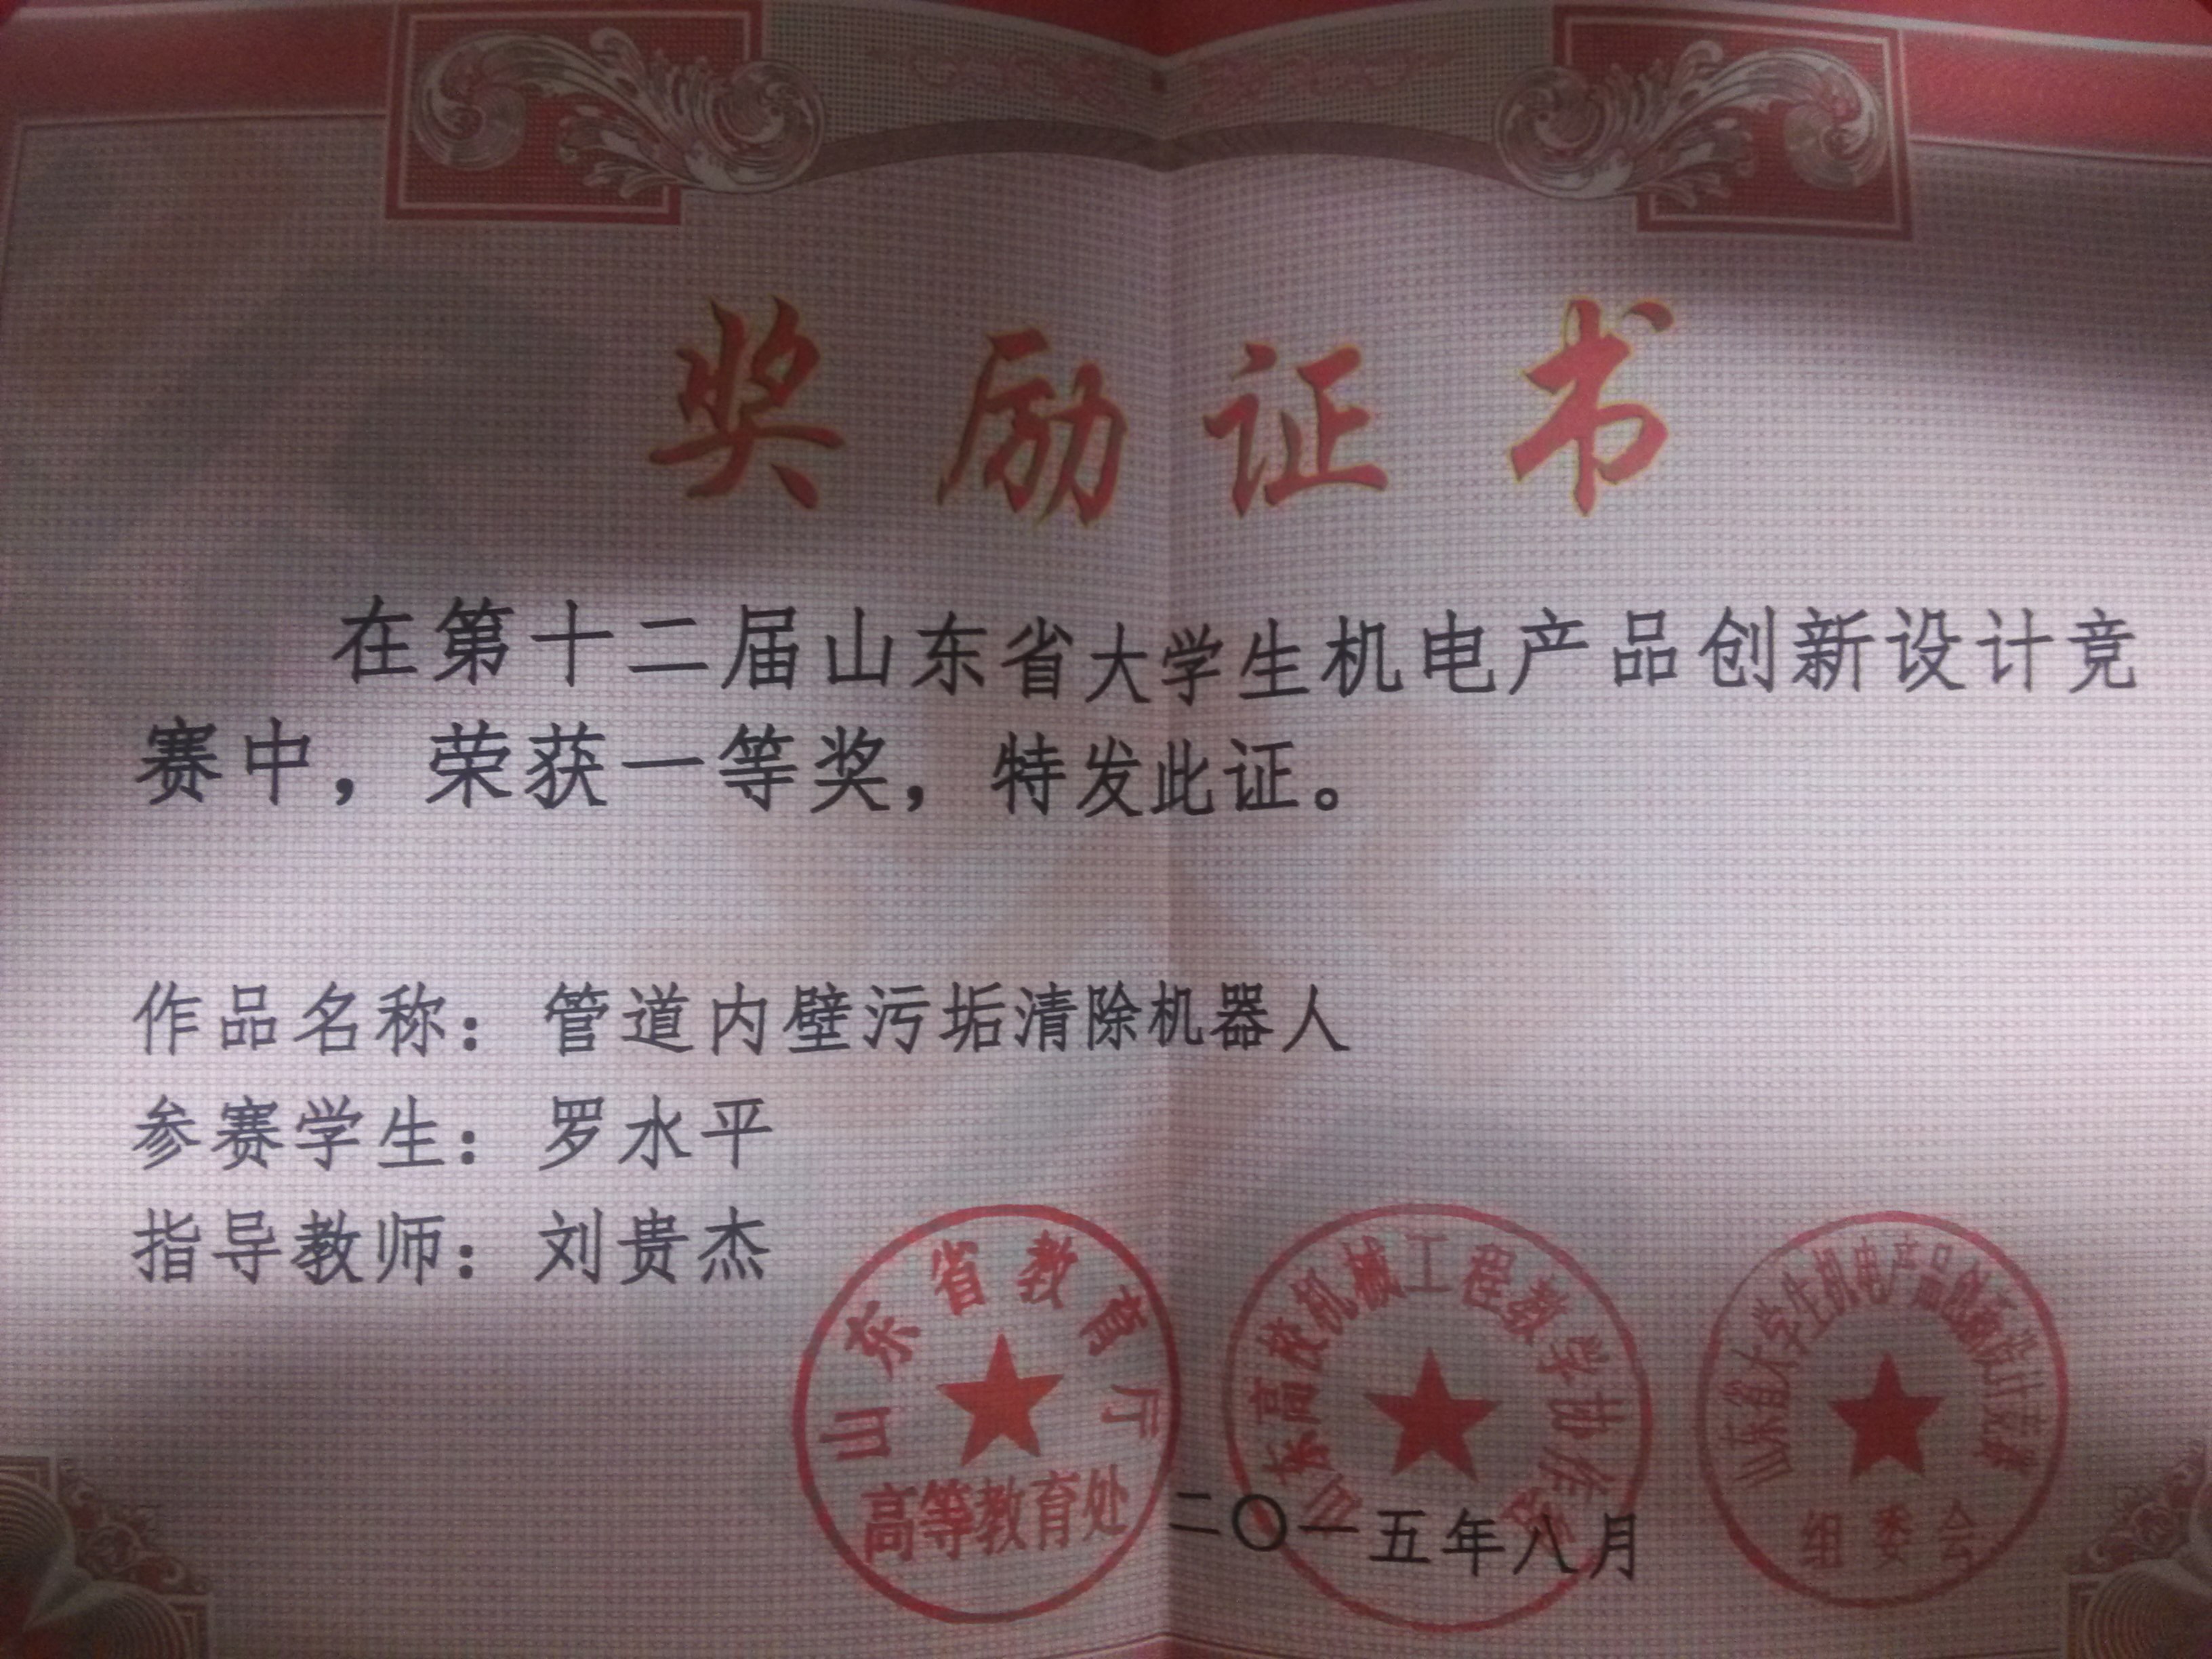 奖励证书
在第十二届山东省大学生机电产品创新设计竞
赛中，荣获一等奖，特发此证。
作品名称：管道内壁污垢清除机器人
参赛学生：罗水平
指导教师：刘贵杰
山东省教育厅
高等教育处
山东高校机械工程教学协作组
山东省大学生机电产品创新设计竞赛
组委会
二〇一五年八月